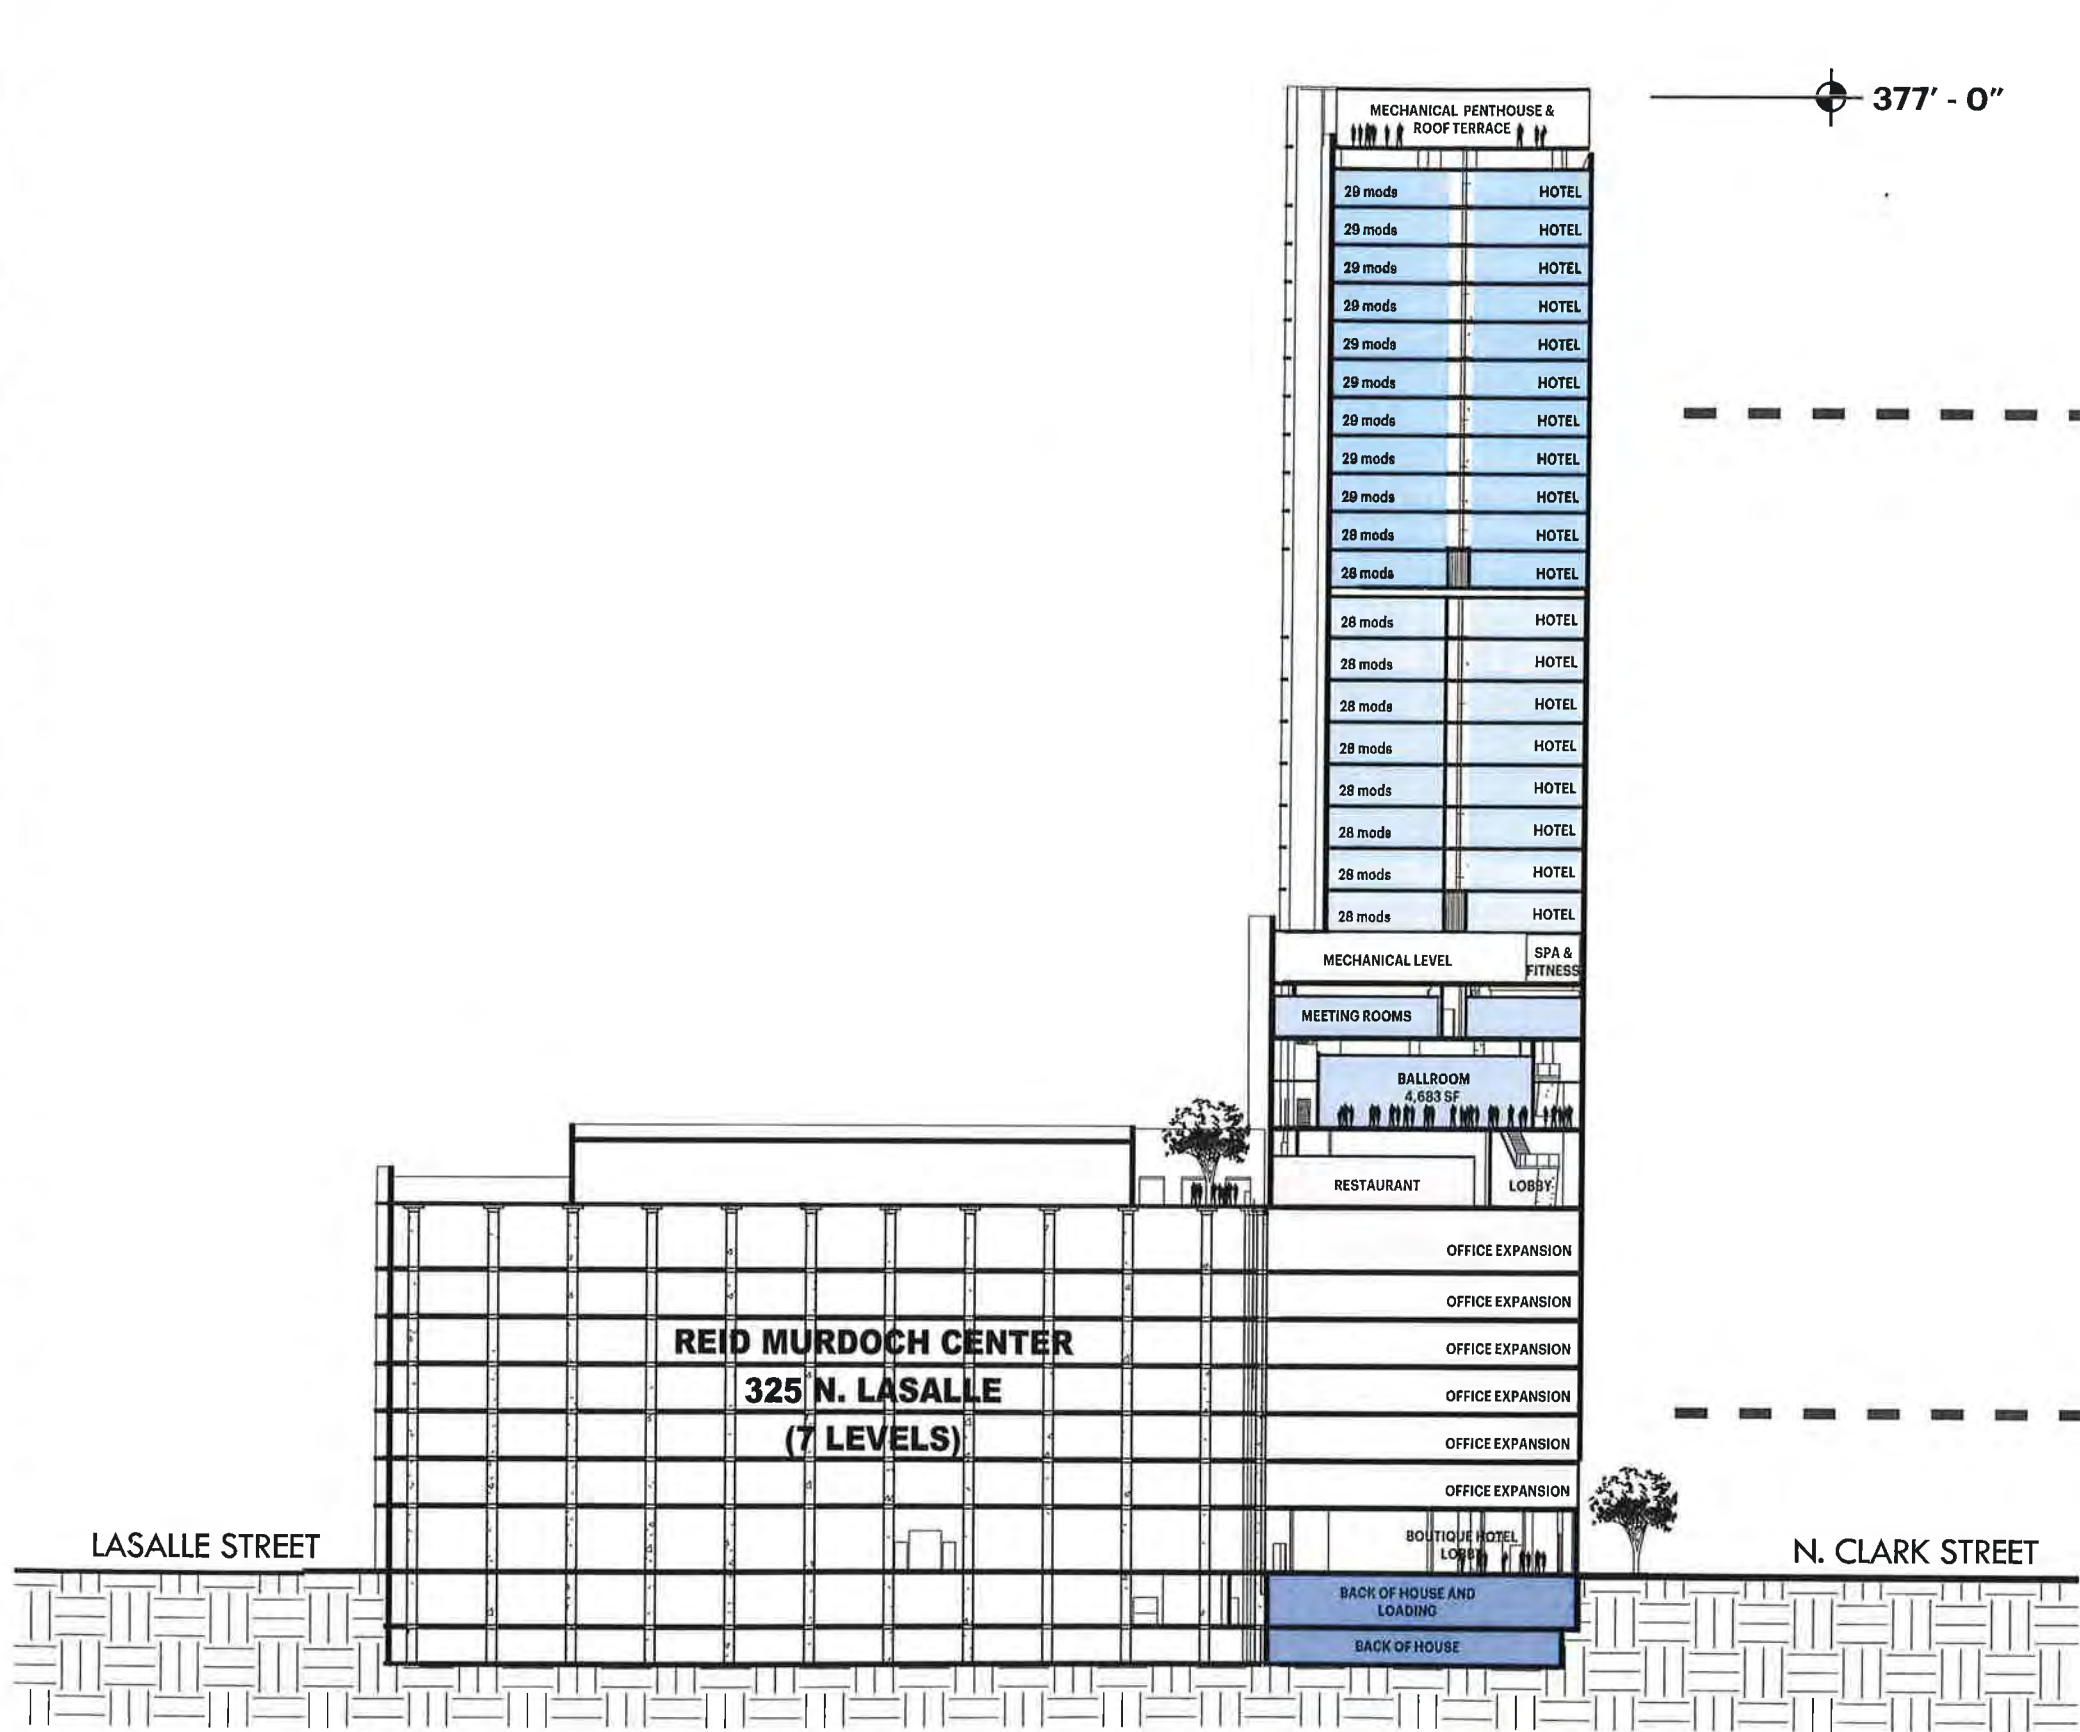 377' - 0"
MECHANICAL PENTHOUSE &
ROOF TERRACE
29 mods HOTEL
29 mods HOTEL
29 mods HOTEL
29 mods HOTEL
29 mods HOTEL
29 mods HOTEL
29 mods HOTEL
29 mods HOTEL
29 mods HOTEL
28 mods HOTEL
28 mods HOTEL
28 mods HOTEL
28 mods HOTEL
28 mods HOTEL
28 mods HOTEL
28 mods HOTEL
28 mods HOTEL
28 mods HOTEL
28 mods HOTEL
MECHANICAL LEVEL
SPA &
FITNESS
MEETING ROOMS
BALLROOM
4,683 SF
RESTAURANT
LOBBY
OFFICE EXPANSION
OFFICE EXPANSION
OFFICE EXPANSION
OFFICE EXPANSION
OFFICE EXPANSION
OFFICE EXPANSION
REID MURDOCH CENTER
325 N. LASALLE
(7 LEVELS)
BOUTIQUE HOTEL
LOBBY
LASALLE STREET
N. CLARK STREET
BACK OF HOUSE AND
LOADING
BACK OF HOUSE